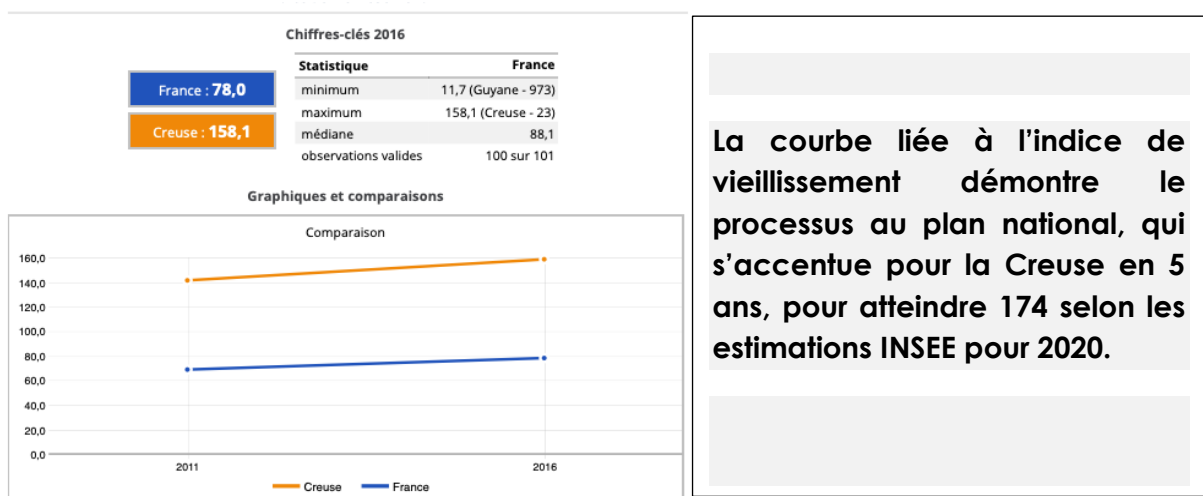 Chiffres-clés 2016
France : 78,0
Creuse : 158,1
Statistique France
minimum 11,7 (Guyane - 973)
maximum 158,1 (Creuse - 23)
médiane 88,1
observations valides 100 sur 101
Graphiques et comparaisons
Comparaison
160,0
140,0
120,0
100,0
80,0
60,0
40,0
20,0
0,0
2011 2016
Creuse France
La courbe liée à l’indice de
vieillissement démontre le
processus au plan national, qui
s’accentue pour la Creuse en 5
ans, pour atteindre 174 selon les
estimations INSEE pour 2020.